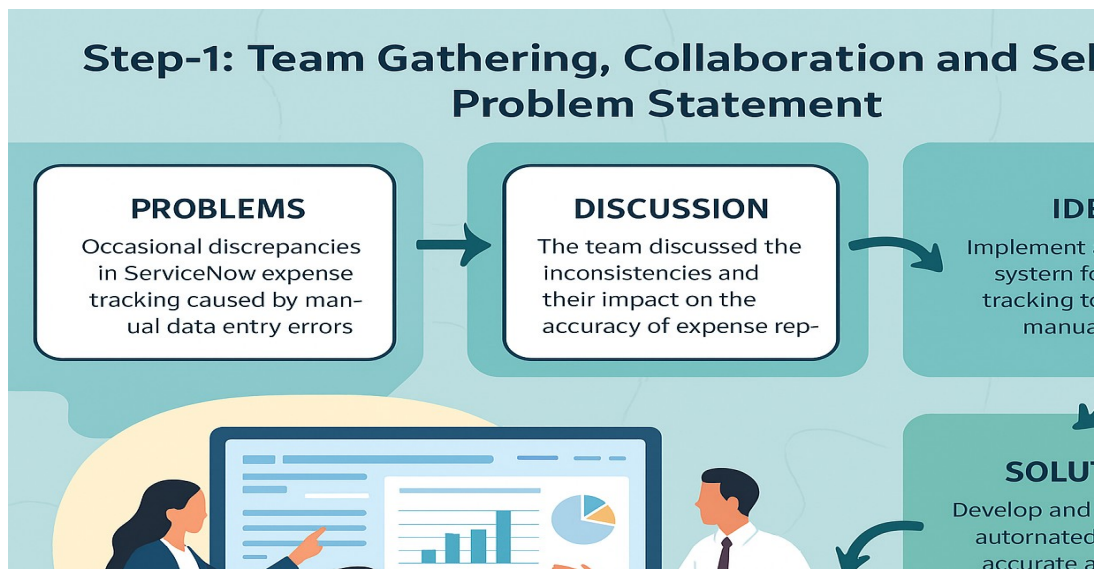 Step-1: Team Gathering, Collaboration and Sel
Problem Statement
PROBLEMS
Occasional discrepancies
in ServiceNow expense
tracking caused by man-
ual data entry errors
DISCUSSION
The team discussed the
inconsistencies and
their impact on the
accuracy of expense rep-
IDE
Implement
system fo
tracking to
manua
SOLUT
Develop and
autornated
accurate a